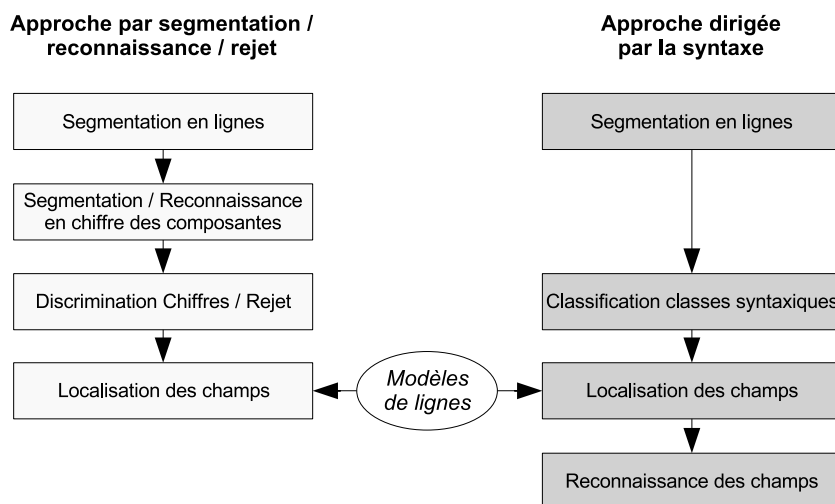 Approche par segmentation /
reconnaissance / rejet
Segmentation en lignes
Segmentation / Reconnaissance
en chiffre des composantes
Discrimination Chiffres / Rejet
Localisation des champs
Modèles
de lignes
Approche dirigée
par la syntaxe
Segmentation en lignes
Classification classes syntaxiques
Localisation des champs
Reconnaissance des champs